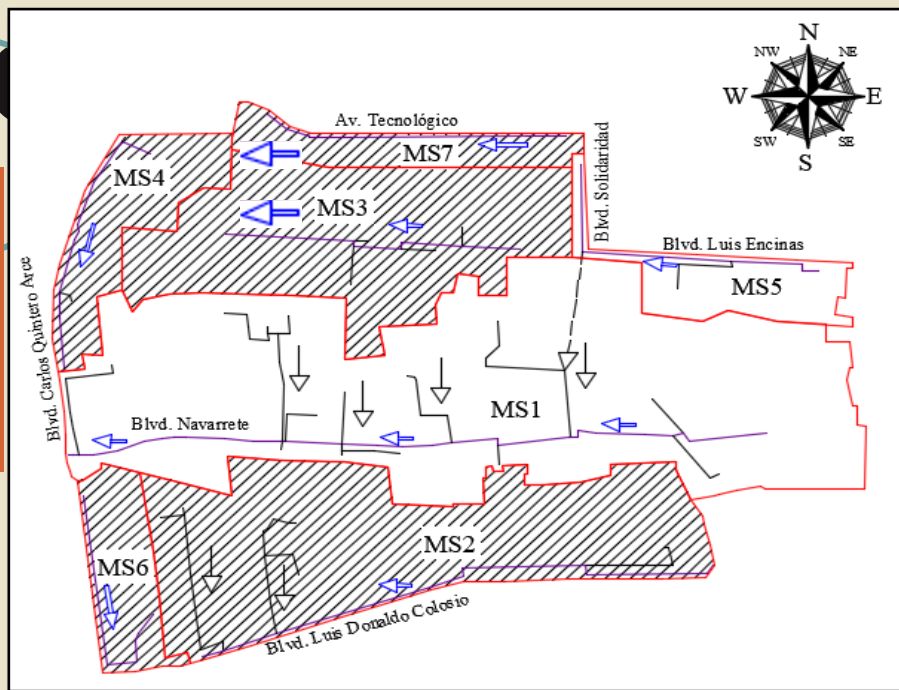 N
NW
NE
W
E
SW
SE
S
Av. Tecnológico
MS7
MS4
MS3
Blvd. Solidaridad
Blvd. Luis Encinas
MS5
Blvd. Carlos Quintero Arce
MS1
Blvd. Navarrete
MS2
MS6
Blvd. Luis Donaldo Colosio